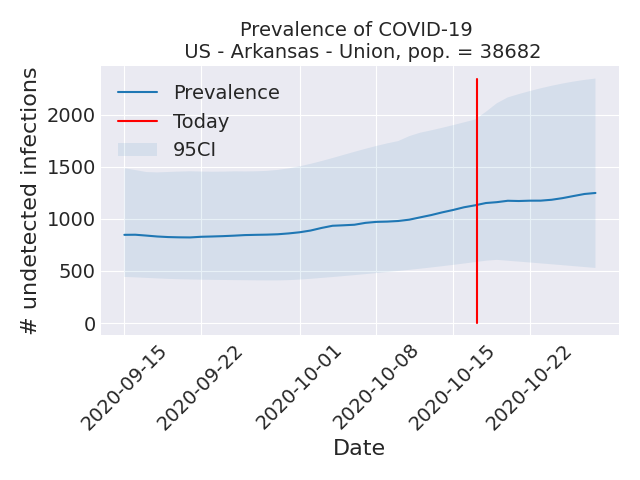 Prevalence of COVID-19
US - Arkansas - Union, pop. = 38682
# undetected infections
2000
1500
1000
500
0
Prevalence
Today
95CI
2020-09-15
2020-09-22
2020-10-01
2020-10-08
2020-10-15
2020-10-22
Date